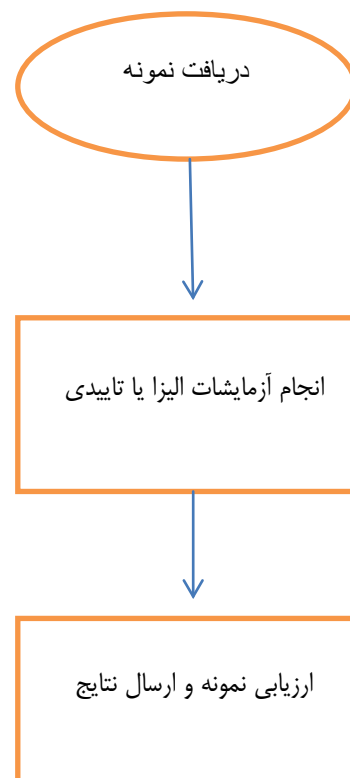 دریافت نمونه
انجام آزمایشات الیزا یا تاییدی
ارزیابی نمونه و ارسال نتایج